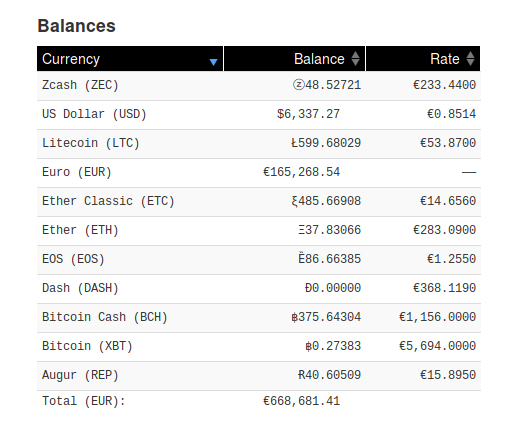 Balances
Currency Balance Rate
Zcash (ZEC) ⓩ48.52721 €233.4400
US Dollar (USD) $6,337.27 €0.8514
Litecoin (LTC) Ł599.68029 €53.8700
Euro (EUR) €165,268.54 —
Ether Classic (ETC) ξ485.66908 €14.6560
Ether (ETH) Ξ37.83066 €283.0900
EOS (EOS) Ȅ86.66385 €1.2550
Dash (DASH) Đ0.00000 €368.1190
Bitcoin Cash (BCH) ฿375.64304 €1,156.0000
Bitcoin (XBT) ฿0.27383 €5,694.0000
Augur (REP) Ɍ40.60509 €15.8950
Total (EUR): €668,681.41